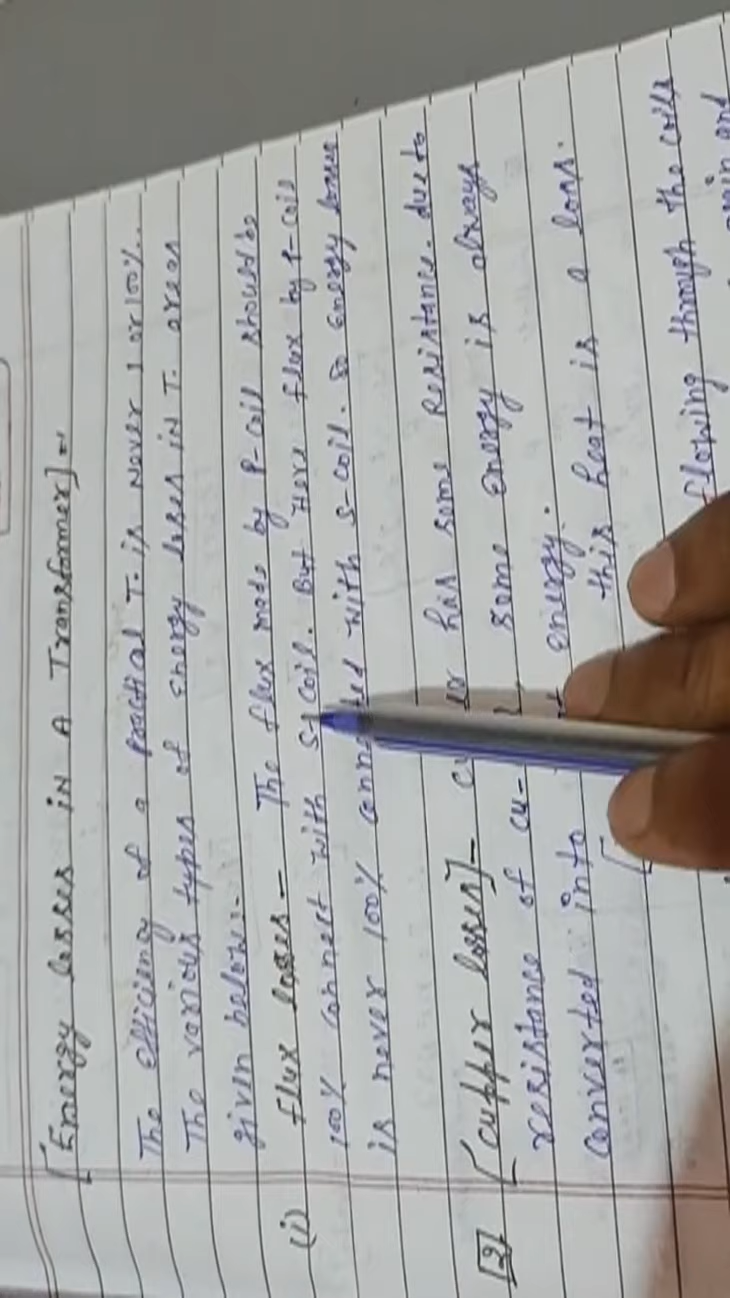 [Energy losses in A Transformer]-
The efficiency of a practical T. is never 1 or 100%.
The various types of energy losses in T. areas
given below:-
(i) flux losses - The flux made by P-coil should be
100% connect with S-coil. But Here flux by P-coil
is never 100% connected with S-coil. So energy
[2] [cupper losses]- has some resistance. due to
resistance of cu- some energy is always
converted into energy. this heat is a loss.
flowing through the coils
and